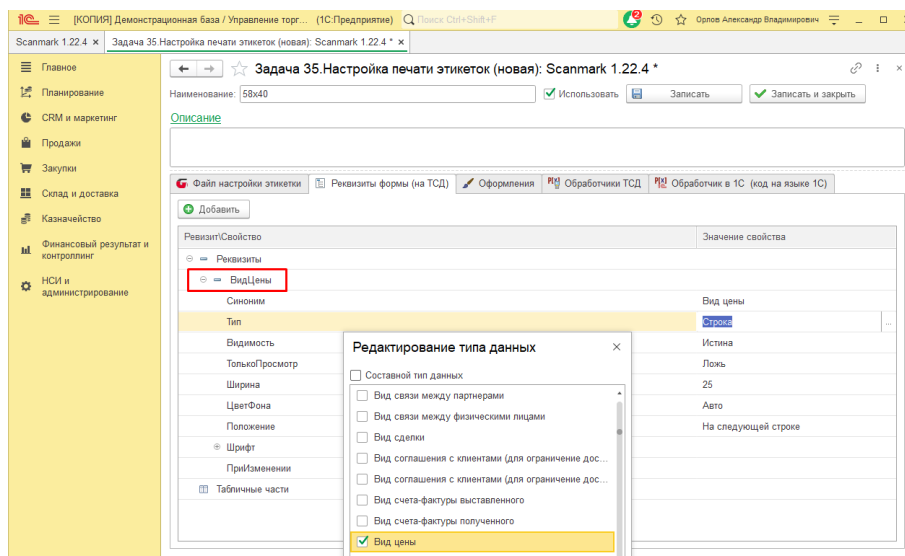 1С [КОПИЯ] Демонстрационная база / Управление торг... (1С:Предприятие) Поиск Ctrl+Shift+F 2 Орлов Александр Владимирович
Scanmark 1.22.4 × Задача 35.Настройка печати этикеток (новая): Scanmark 1.22.4 * ×
Главное
Планирование
CRM и маркетинг
Продажи
Закупки
Склад и доставка
Казначейство
Финансовый результат и
контроллинг
НСИ и
администрирование
Задача 35.Настройка печати этикеток (новая): Scanmark 1.22.4 *
Наименование: 58x40 Использовать Записать Записать и закрыть
Описание
Файл настройки этикетки Реквизиты формы (на ТСД) Оформления Обработчики ТСД Обработчик в 1С (код на языке 1С)
Добавить
Ревизит\Свойство Значение свойства
Реквизиты
ВидЦены
Синоним Вид цены
Тип Строка ...
Видимость Истина
ТолькоПросмотр Ложь
Ширина 25
ЦветФона Авто
Положение На следующей строке
Шрифт
ПриИзменении
Табличные части
Редактирование типа данных ×
Составной тип данных
Вид связи между партнерами
Вид связи между физическими лицами
Вид сделки
Вид соглашения с клиентами (для ограничение дос...
Вид соглашения с клиентами (для ограничение дос...
Вид счета-фактуры выставленного
Вид счета-фактуры полученного
Вид цены